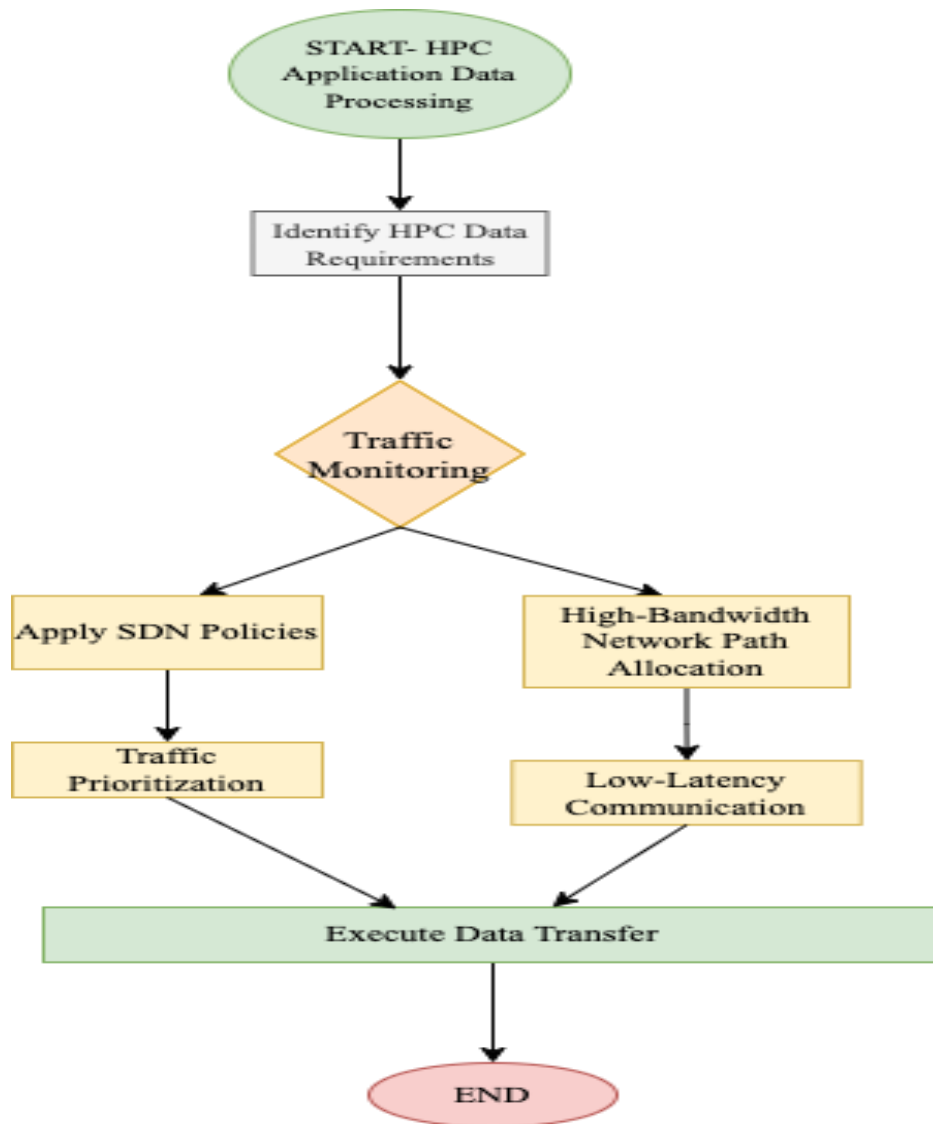 START- HPC
Application Data
Processing
Identify HPC Data
Requirements
Traffic
Monitoring
Apply SDN Policies
High-Bandwidth
Network Path
Allocation
Traffic
Prioritization
Low-Latency
Communication
Execute Data Transfer
END